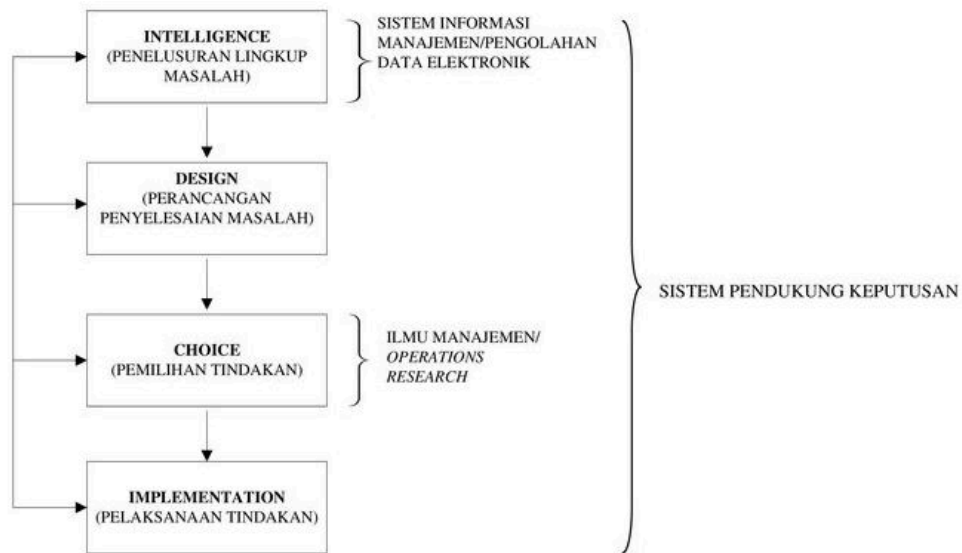 INTELLIGENCE
(PENELUSURAN LINGKUP
MASALAH)
SISTEM INFORMASI
MANAJEMEN/PENGOLAHAN
DATA ELEKTRONIK
DESIGN
(PERANCANGAN
PENYELESAIAN MASALAH)
SISTEM PENDUKUNG KEPUTUSAN
CHOICE
(PEMILIHAN TINDAKAN)
ILMU MANAJEMEN/
OPERATIONS
RESEARCH
IMPLEMENTATION
(PELAKSANAAN TINDAKAN)